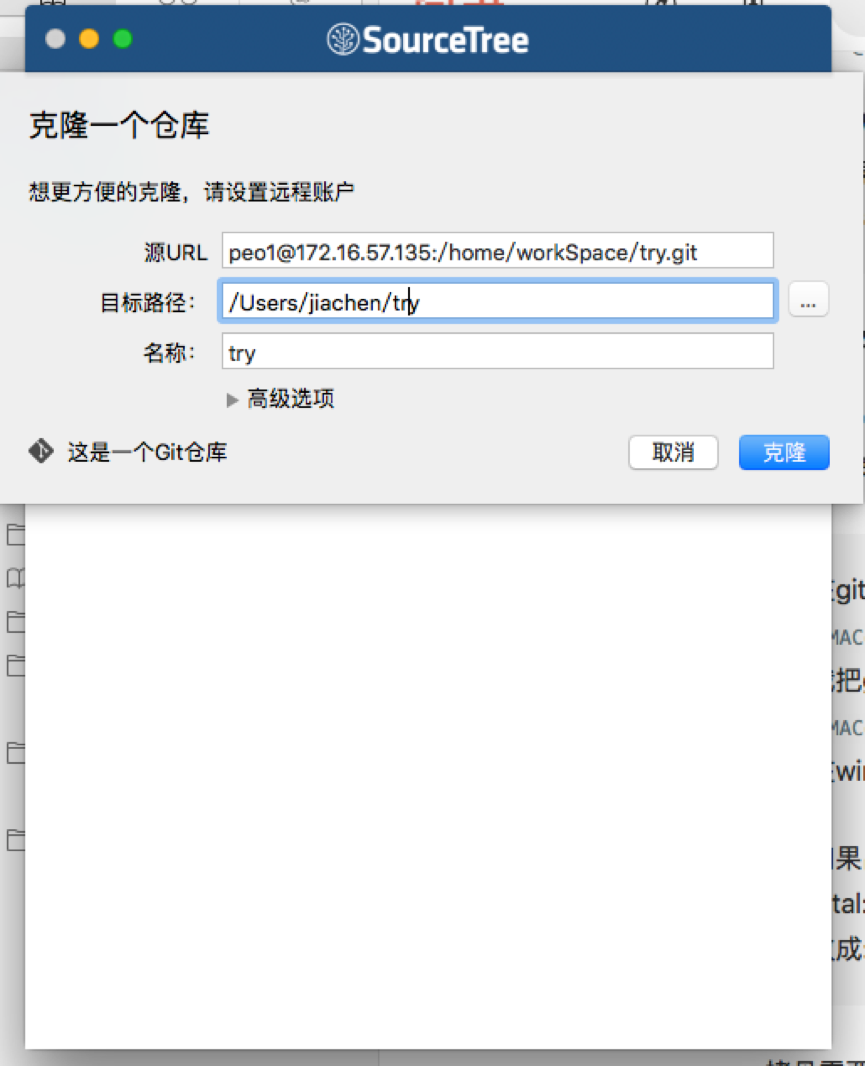 SourceTree
克隆一个仓库
想更方便的克隆，请设置远程账户
源URL peo1@172.16.57.135:/home/workSpace/try.git
目标路径： /Users/jiachen/try ...
名称： try
高级选项
这是一个Git仓库 取消 克隆
git
MAC
把
MAC
win
果
tal:
成